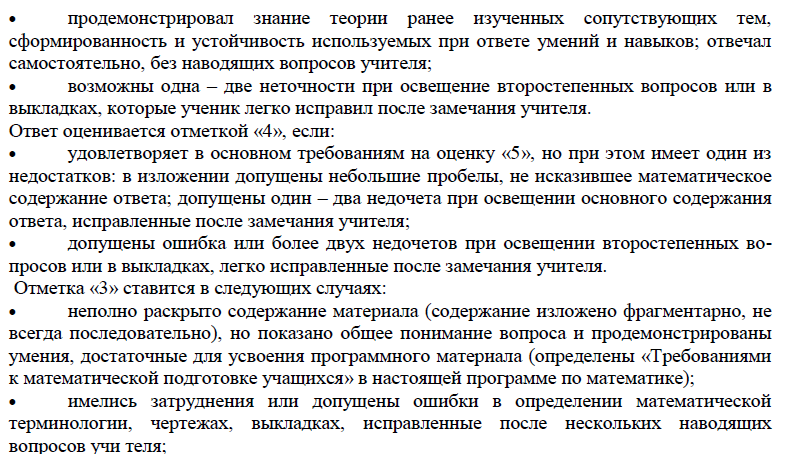 • продемонстрировал знание теории ранее изученных сопутствующих тем,
сформированность и устойчивость используемых при ответе умений и навыков; отвечал
самостоятельно, без наводящих вопросов учителя;
• возможны одна – две неточности при освещение второстепенных вопросов или в
выкладках, которые ученик легко исправил после замечания учителя.
Ответ оценивается отметкой «4», если:
• удовлетворяет в основном требованиям на оценку «5», но при этом имеет один из
недостатков: в изложении допущены небольшие пробелы, не исказившее математическое
содержание ответа; допущены один – два недочета при освещении основного содержания
ответа, исправленные после замечания учителя;
• допущены ошибка или более двух недочетов при освещении второстепенных во-
просов или в выкладках, легко исправленные после замечания учителя.
Отметка «3» ставится в следующих случаях:
• неполно раскрыто содержание материала (содержание изложено фрагментарно, не
всегда последовательно), но показано общее понимание вопроса и продемонстрированы
умения, достаточные для усвоения программного материала (определены «Требованиями
к математической подготовке учащихся» в настоящей программе по математике);
• имелись затруднения или допущены ошибки в определении математической
терминологии, чертежах, выкладках, исправленные после нескольких наводящих
вопросов учи теля;